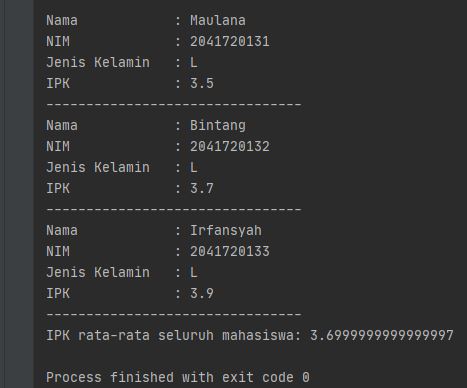 Nama            : Maulana
NIM             : 2041720131
Jenis Kelamin   : L
IPK             : 3.5
--------------------------------
Nama            : Bintang
NIM             : 2041720132
Jenis Kelamin   : L
IPK             : 3.7
--------------------------------
Nama            : Irfansyah
NIM             : 2041720133
Jenis Kelamin   : L
IPK             : 3.9
--------------------------------
IPK rata-rata seluruh mahasiswa: 3.6999999999999997
Process finished with exit code 0